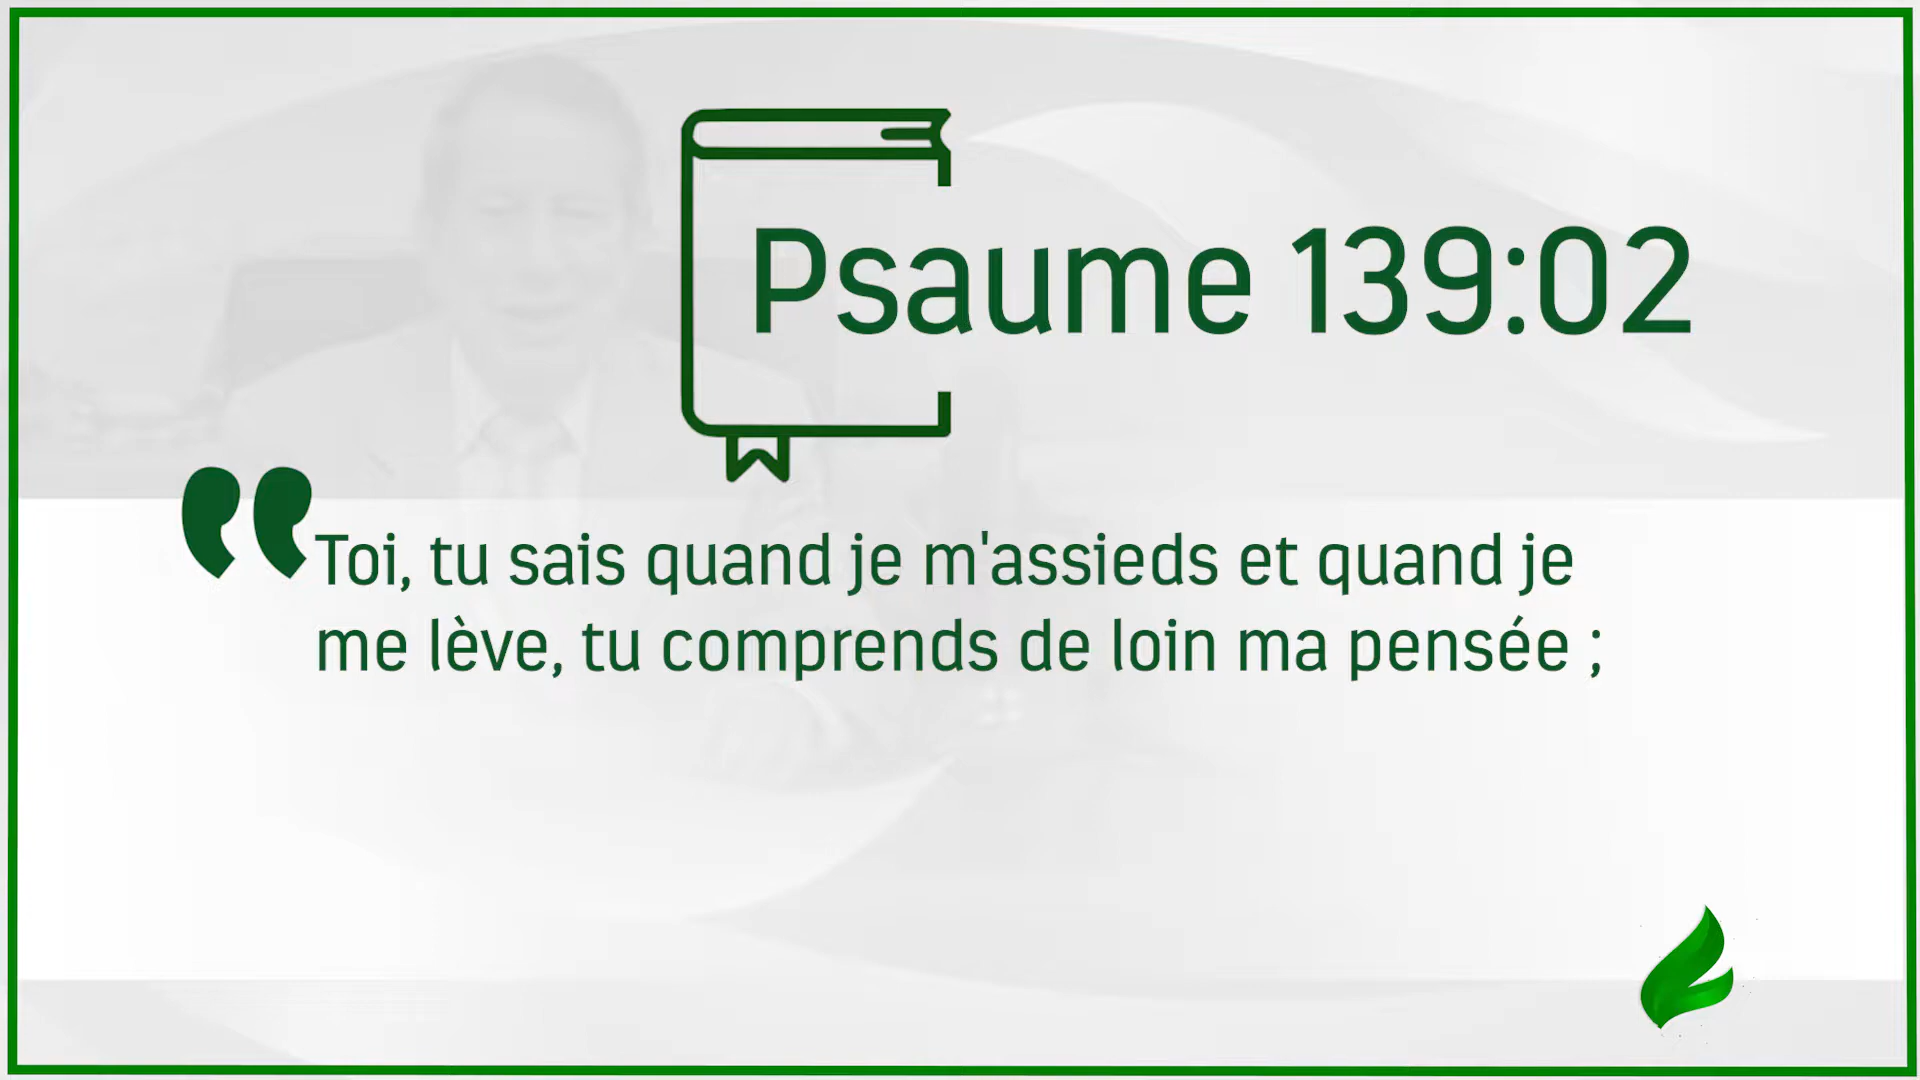 Psaume 139:02
Toi, tu sais quand je m'assieds et quand je
me lève, tu comprends de loin ma pensée ;